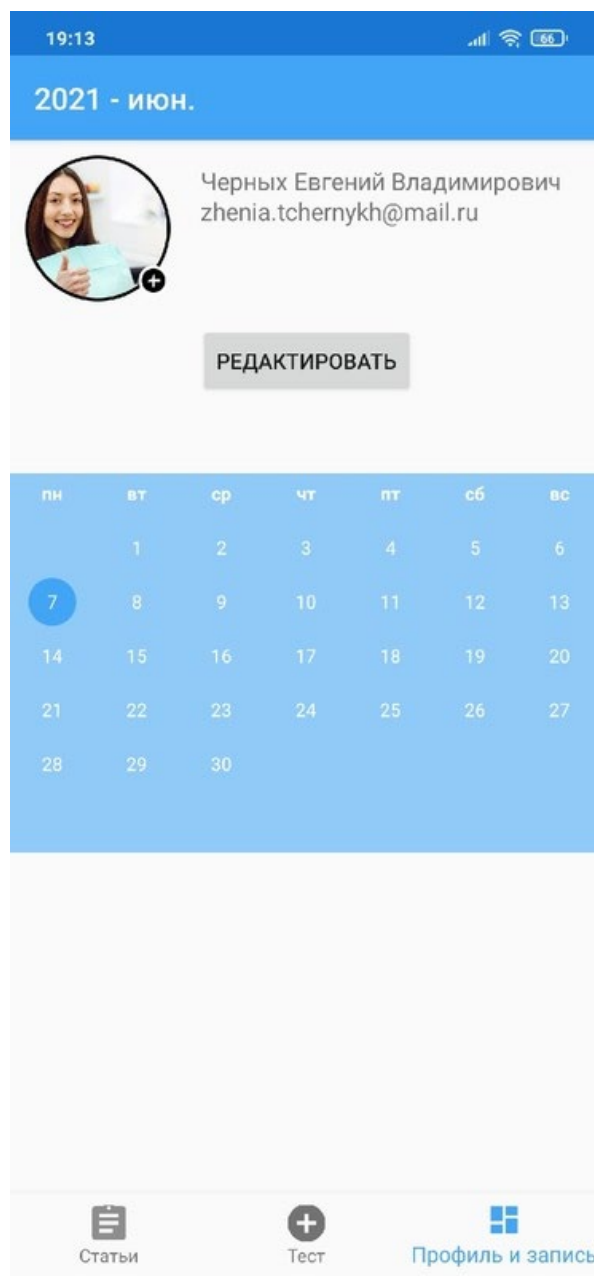 19:13
66
2021 - июн.
Черных Евгений Владимирович
zhenia.tchernykh@mail.ru
РЕДАКТИРОВАТЬ
пн вт ср чт пт сб вс
1 2 3 4 5 6
7 8 9 10 11 12 13
14 15 16 17 18 19 20
21 22 23 24 25 26 27
28 29 30
Статьи Тест Профиль и запись